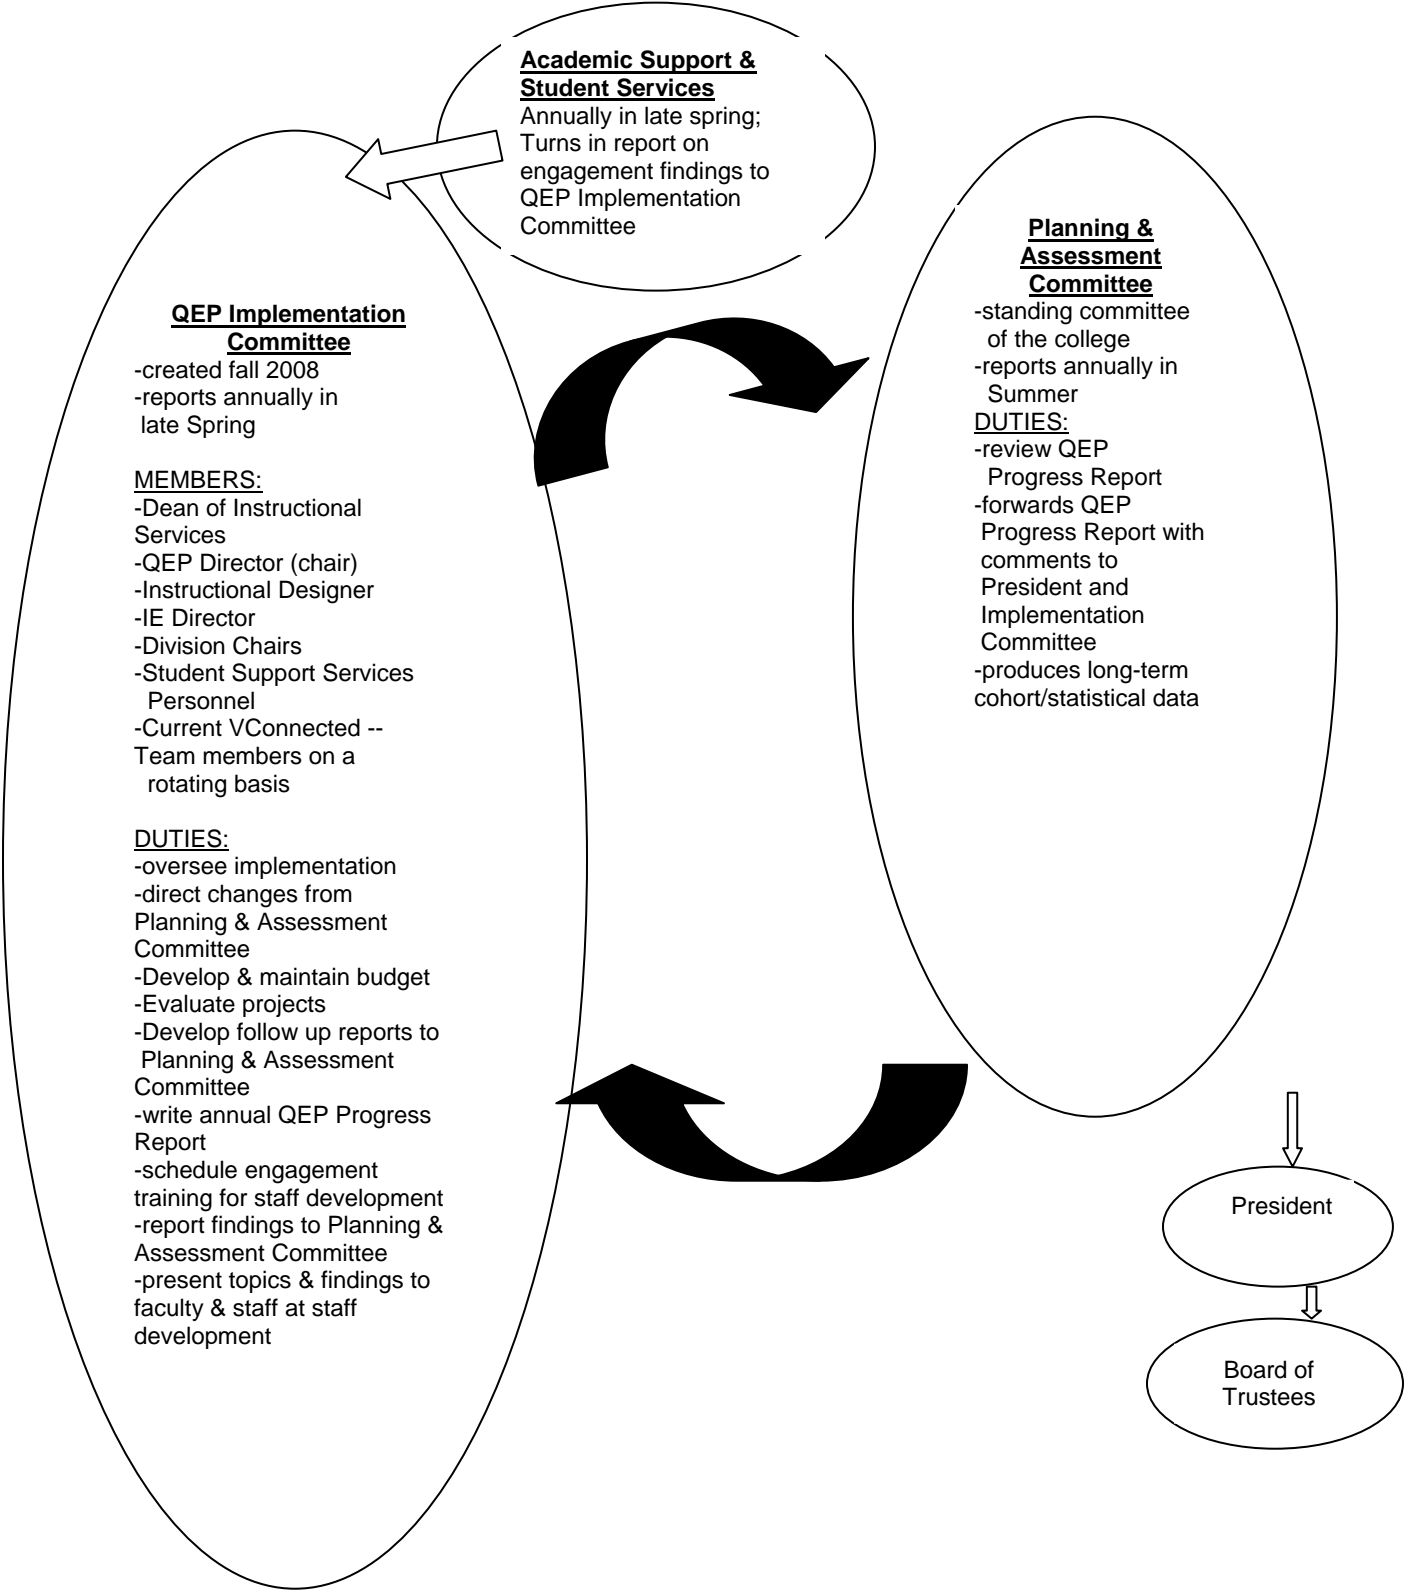 Academic Support &
Student Services
Annually in late spring;
Turns in report on
engagement findings to
QEP Implementation
Committee
QEP Implementation
Committee
-created fall 2008
-reports annually in
late Spring
MEMBERS:
-Dean of Instructional
Services
-QEP Director (chair)
-Instructional Designer
-IE Director
-Division Chairs
-Student Support Services
Personnel
-Current VConnected --
Team members on a
rotating basis
DUTIES:
-oversee implementation
-direct changes from
Planning & Assessment
Committee
-Develop & maintain budget
-Evaluate projects
-Develop follow up reports to
Planning & Assessment
Committee
-write annual QEP Progress
Report
-schedule engagement
training for staff development
-report findings to Planning &
Assessment Committee
-present topics & findings to
faculty & staff at staff
development
Planning &
Assessment
Committee
-standing committee
of the college
-reports annually in
Summer
DUTIES:
-review QEP
Progress Report
-forwards QEP
Progress Report with
comments to
President and
Implementation
Committee
-produces long-term
cohort/statistical data
President
Board of
Trustees